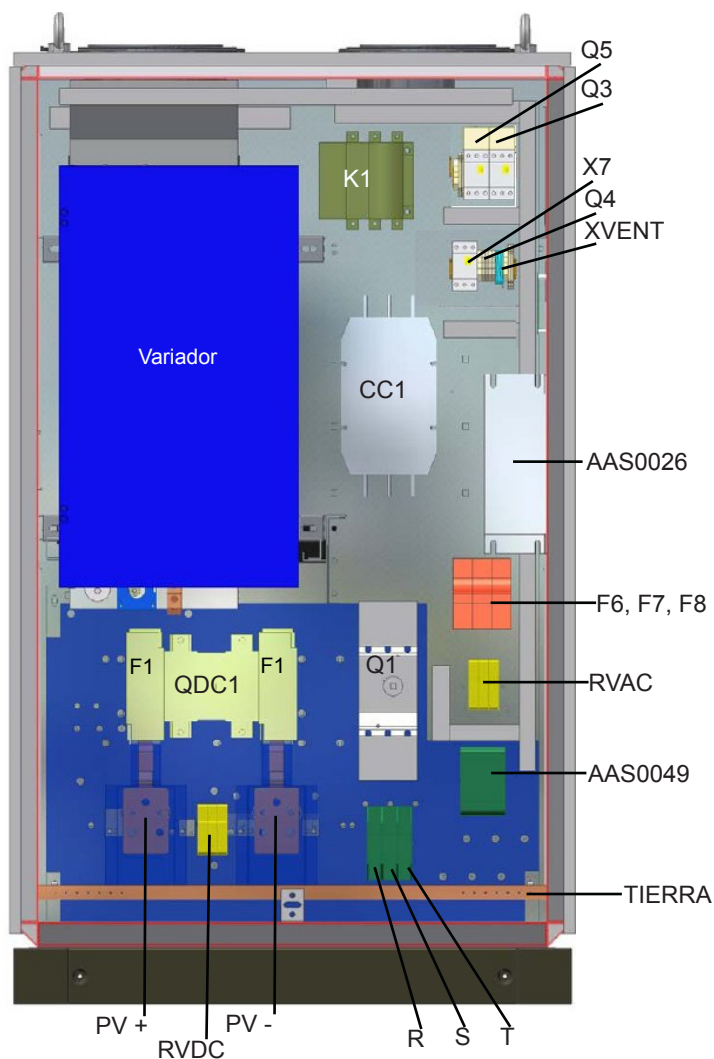 Q5
Q3
K1
X7
Q4
XVENT
Variador
CC1
AAS0026
F6, F7, F8
F1
F1
QDC1
Q1
RVAC
AAS0049
TIERRA
PV +
RVDC
PV -
R
S
T